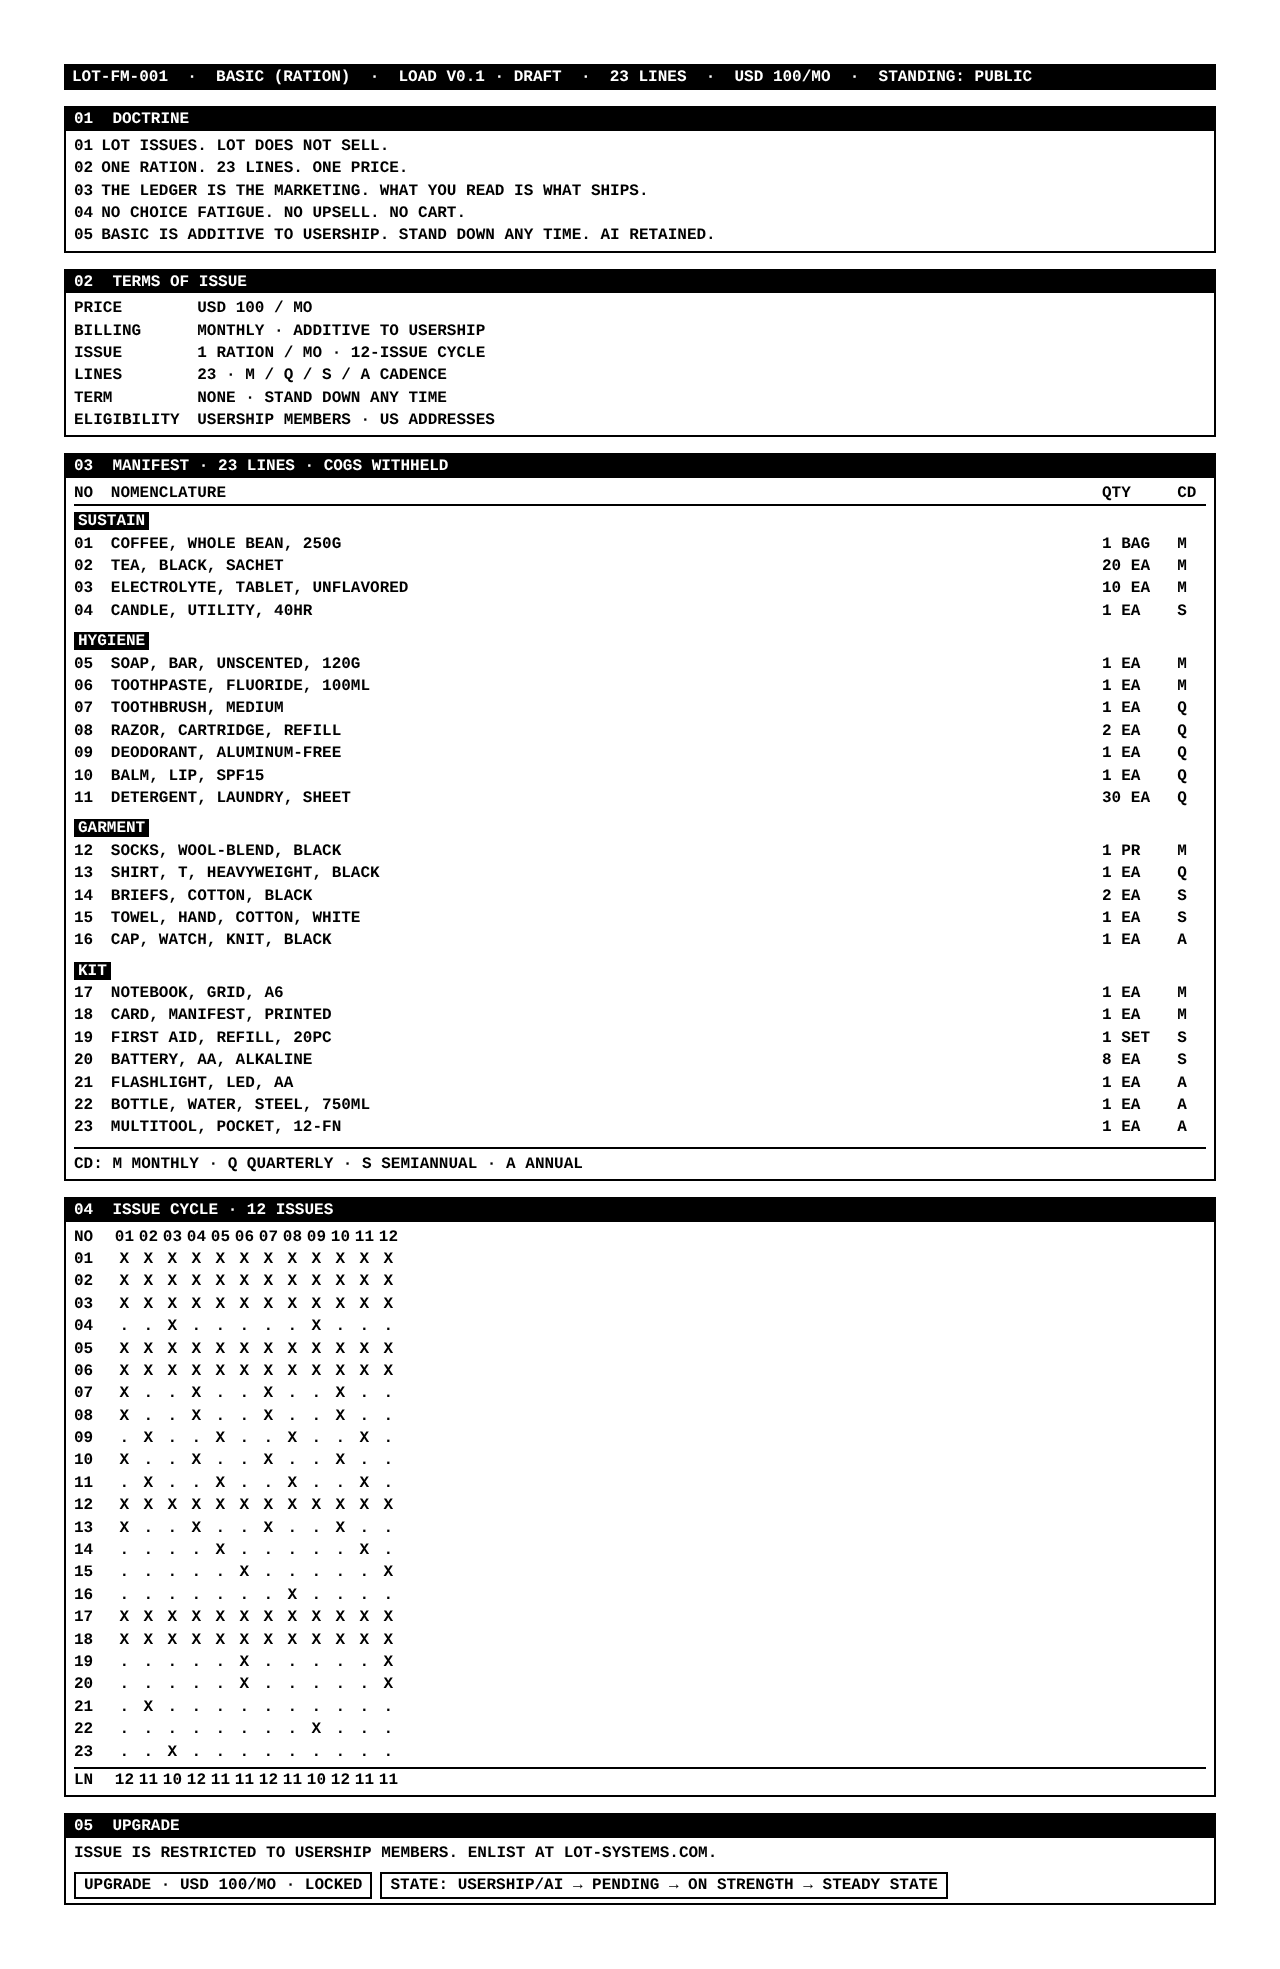 LOT-FM-001 · BASIC (RATION) · LOAD V0.1 · DRAFT · 23 LINES · USD 100/MO · STANDING: PUBLIC
01 DOCTRINE
01 LOT ISSUES. LOT DOES NOT SELL.
02 ONE RATION. 23 LINES. ONE PRICE.
03 THE LEDGER IS THE MARKETING. WHAT YOU READ IS WHAT SHIPS.
04 NO CHOICE FATIGUE. NO UPSELL. NO CART.
05 BASIC IS ADDITIVE TO USERSHIP. STAND DOWN ANY TIME. AI RETAINED.
02 TERMS OF ISSUE
PRICE USD 100 / MO
BILLING MONTHLY · ADDITIVE TO USERSHIP
ISSUE 1 RATION / MO · 12-ISSUE CYCLE
LINES 23 · M / Q / S / A CADENCE
TERM NONE · STAND DOWN ANY TIME
ELIGIBILITY USERSHIP MEMBERS · US ADDRESSES
03 MANIFEST · 23 LINES · COGS WITHHELD
NO NOMENCLATURE QTY CD
SUSTAIN
01 COFFEE, WHOLE BEAN, 250G 1 BAG M
02 TEA, BLACK, SACHET 20 EA M
03 ELECTROLYTE, TABLET, UNFLAVORED 10 EA M
04 CANDLE, UTILITY, 40HR 1 EA S
HYGIENE
05 SOAP, BAR, UNSCENTED, 120G 1 EA M
06 TOOTHPASTE, FLUORIDE, 100ML 1 EA M
07 TOOTHBRUSH, MEDIUM 1 EA Q
08 RAZOR, CARTRIDGE, REFILL 2 EA Q
09 DEODORANT, ALUMINUM-FREE 1 EA Q
10 BALM, LIP, SPF15 1 EA Q
11 DETERGENT, LAUNDRY, SHEET 30 EA Q
GARMENT
12 SOCKS, WOOL-BLEND, BLACK 1 PR M
13 SHIRT, T, HEAVYWEIGHT, BLACK 1 EA Q
14 BRIEFS, COTTON, BLACK 2 EA S
15 TOWEL, HAND, COTTON, WHITE 1 EA S
16 CAP, WATCH, KNIT, BLACK 1 EA A
KIT
17 NOTEBOOK, GRID, A6 1 EA M
18 CARD, MANIFEST, PRINTED 1 EA M
19 FIRST AID, REFILL, 20PC 1 SET S
20 BATTERY, AA, ALKALINE 8 EA S
21 FLASHLIGHT, LED, AA 1 EA A
22 BOTTLE, WATER, STEEL, 750ML 1 EA A
23 MULTITOOL, POCKET, 12-FN 1 EA A
CD: M MONTHLY · Q QUARTERLY · S SEMIANNUAL · A ANNUAL
04 ISSUE CYCLE · 12 ISSUES
NO 01 02 03 04 05 06 07 08 09 10 11 12
01 X X X X X X X X X X X X
02 X X X X X X X X X X X X
03 X X X X X X X X X X X X
04 . . X . . . . . X . . .
05 X X X X X X X X X X X X
06 X X X X X X X X X X X X
07 X . . X . . X . . X . .
08 X . . X . . X . . X . .
09 . X . . X . . X . . X .
10 X . . X . . X . . X . .
11 . X . . X . . X . . X .
12 X X X X X X X X X X X X
13 X . . X . . X . . X . .
14 . . . . X . . . . . X .
15 . . . . . X . . . . . X
16 . . . . . . . X . . . .
17 X X X X X X X X X X X X
18 X X X X X X X X X X X X
19 . . . . . X . . . . . X
20 . . . . . X . . . . . X
21 . X . . . . . . . . . .
22 . . . . . . . . X . . .
23 . . X . . . . . . . . .
LN 12 11 10 12 11 11 12 11 10 12 11 11
05 UPGRADE
ISSUE IS RESTRICTED TO USERSHIP MEMBERS. ENLIST AT LOT-SYSTEMS.COM.
UPGRADE · USD 100/MO · LOCKED STATE: USERSHIP/AI → PENDING → ON STRENGTH → STEADY STATE